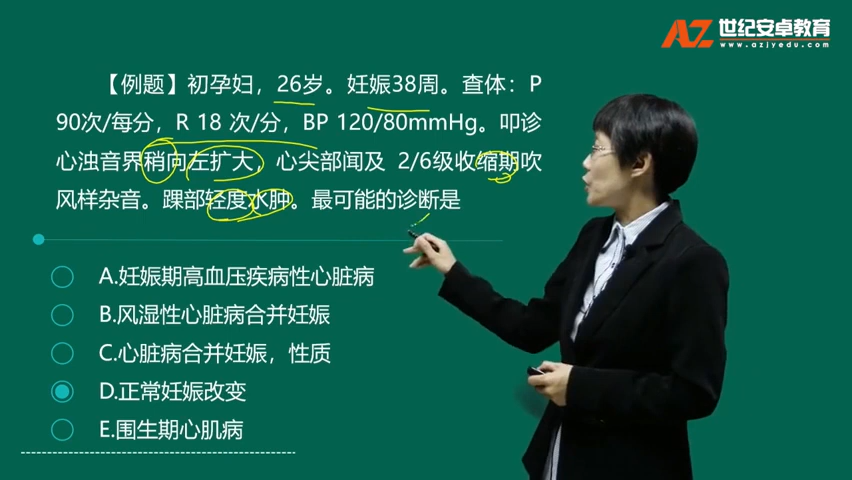 AZ 世纪安卓教育
www.azjyedu.com
【例题】初孕妇，26岁。妊娠38周。查体：P
90次/每分，R 18 次/分，BP 120/80mmHg。叩诊
心浊音界稍向左扩大，心尖部闻及 2/6级收缩期吹
风样杂音。踝部轻度水肿。最可能的诊断是
A.妊娠期高血压疾病性心脏病
B.风湿性心脏病合并妊娠
C.心脏病合并妊娠，性质
D.正常妊娠改变
E.围生期心肌病